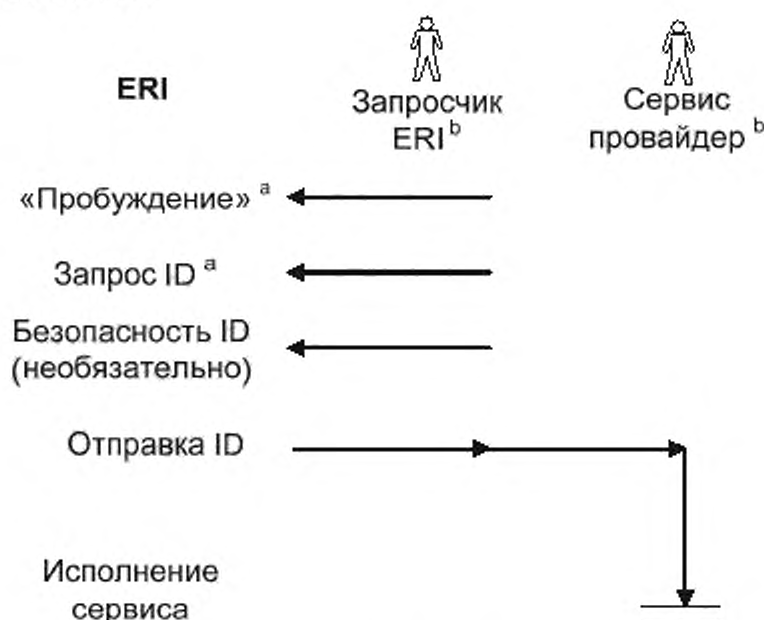 ERI
Запросчик
ERI b
Сервис
провайдер b
«Пробуждение» a
Запрос ID a
Безопасность ID
(необязательно)
Отправка ID
Исполнение
сервиса